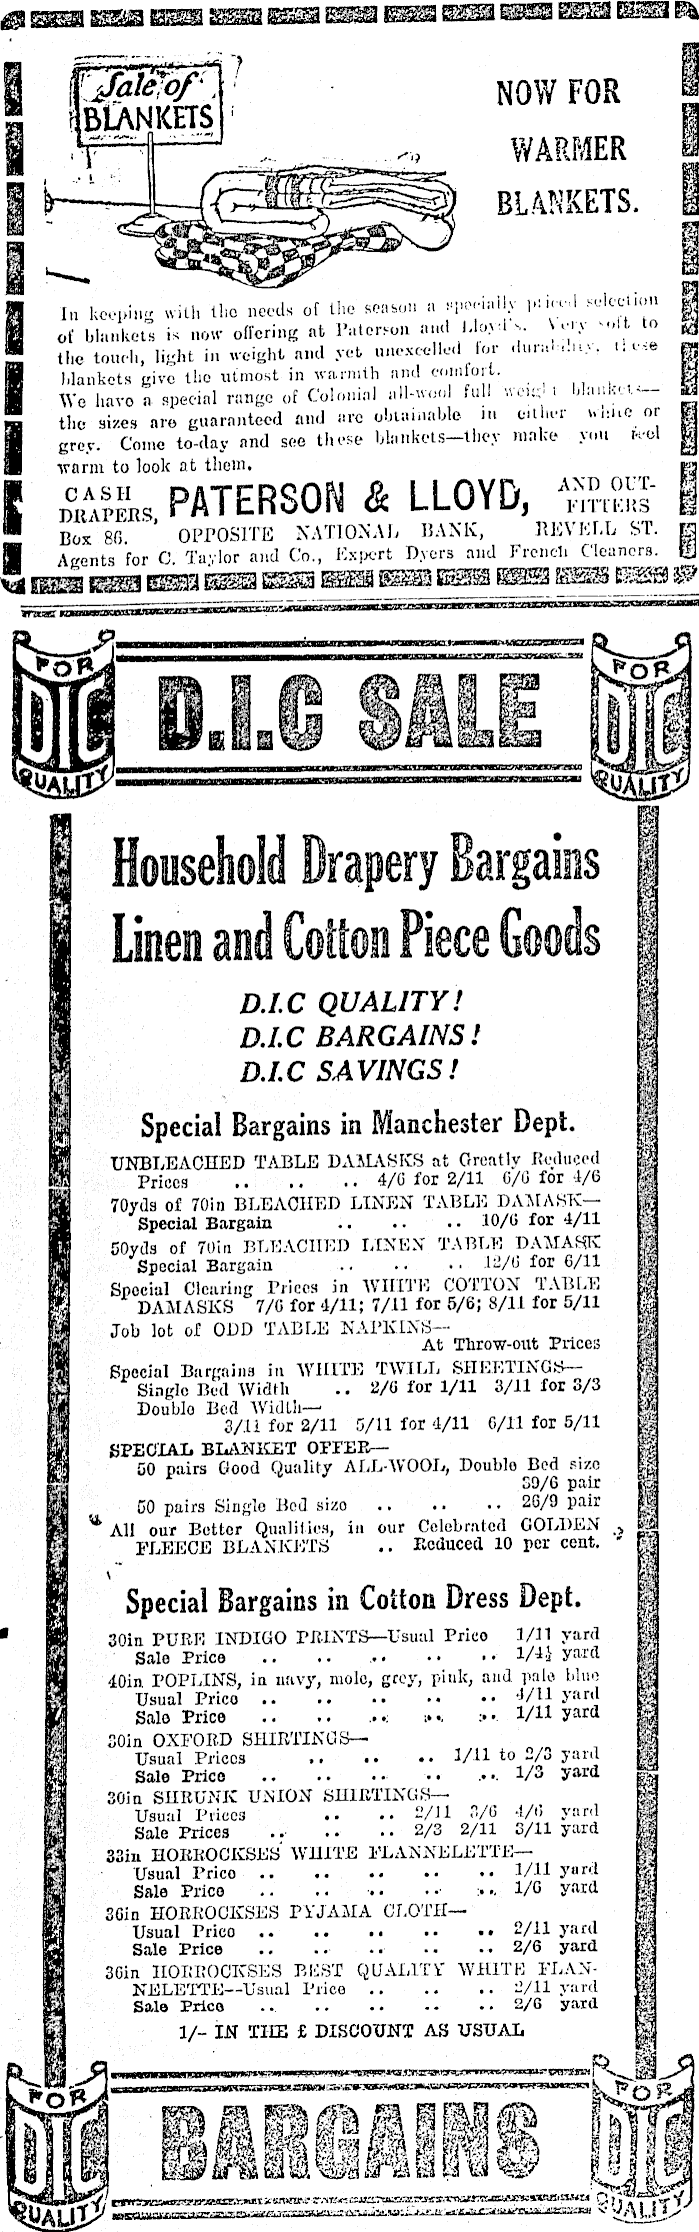 Sale of
BLANKETS
NOW FOR
WARMER
BLANKETS.
In keeping with the needs of the season a specially priced selection
of blankets is now offering at Paterson and Lloyd's. Very soft to
the touch, light in weight and yet unexcelled for durability, these
blankets give the utmost in warmth and comfort.
We have a special range of Colonial all-wool full weight blankets—
the sizes are guaranteed and are obtainable in either white or
grey. Come to-day and see these blankets—they make you feel
warm to look at them.
CASH
DRAPERS,
PATERSON & LLOYD,
AND OUT-
FITTERS
Box 86. OPPOSITE NATIONAL BANK, REVELL ST.
Agents for C. Taylor and Co., Expert Dyers and French Cleaners.
FOR
DIC
QUALITY
D.I.C SALE
FOR
DIC
QUALITY
Household Drapery Bargains
Linen and Cotton Piece Goods
D.I.C QUALITY!
D.I.C BARGAINS!
D.I.C SAVINGS!
Special Bargains in Manchester Dept.
UNBLEACHED TABLE DAMASKS at Greatly Reduced
Prices .. .. .. 4/6 for 2/11 6/6 for 4/6
70yds of 70in BLEACHED LINEN TABLE DAMASK—
Special Bargain .. .. .. 10/6 for 4/11
50yds of 70in BLEACHED LINEN TABLE DAMASK
Special Bargain .. .. .. 12/6 for 6/11
Special Clearing Prices in WHITE COTTON TABLE
DAMASKS 7/6 for 4/11; 7/11 for 5/6; 8/11 for 5/11
Job lot of ODD TABLE NAPKINS—
At Throw-out Prices
Special Bargains in WHITE TWILL SHEETINGS—
Single Bed Width .. 2/6 for 1/11 3/11 for 3/3
Double Bed Width—
3/11 for 2/11 5/11 for 4/11 6/11 for 5/11
SPECIAL BLANKET OFFER—
50 pairs Good Quality ALL-WOOL, Double Bed size
39/6 pair
50 pairs Single Bed size .. .. .. 26/9 pair
All our Better Qualities, in our Celebrated GOLDEN
FLEECE BLANKETS .. Reduced 10 per cent.
Special Bargains in Cotton Dress Dept.
30in PURE INDIGO PRINTS—Usual Price 1/11 yard
Sale Price .. .. .. .. .. 1/4½ yard
40in POPLINS, in navy, mole, grey, pink, and pale blue
Usual Price .. .. .. .. .. 4/11 yard
Sale Price .. .. .. .. .. 1/11 yard
30in OXFORD SHIRTINGS—
Usual Prices .. .. .. 1/11 to 2/3 yard
Sale Price .. .. .. .. .. 1/3 yard
30in SHRUNK UNION SHIRTINGS—
Usual Prices .. .. 2/11 3/6 4/6 yard
Sale Prices .. .. .. 2/3 2/11 3/11 yard
33in HORROCKSES WHITE FLANNELETTE—
Usual Price .. .. .. .. .. 1/11 yard
Sale Price .. .. .. .. .. 1/6 yard
36in HORROCKSES PYJAMA CLOTH—
Usual Price .. .. .. .. .. 2/11 yard
Sale Price .. .. .. .. .. 2/6 yard
36in HORROCKSES BEST QUALITY WHITE FLAN-
NELETTE--Usual Price .. .. .. 2/11 yard
Sale Price .. .. .. .. .. 2/6 yard
1/- IN THE £ DISCOUNT AS USUAL
FOR
DIC
QUALITY
BARGAINS
FOR
DIC
QUALITY